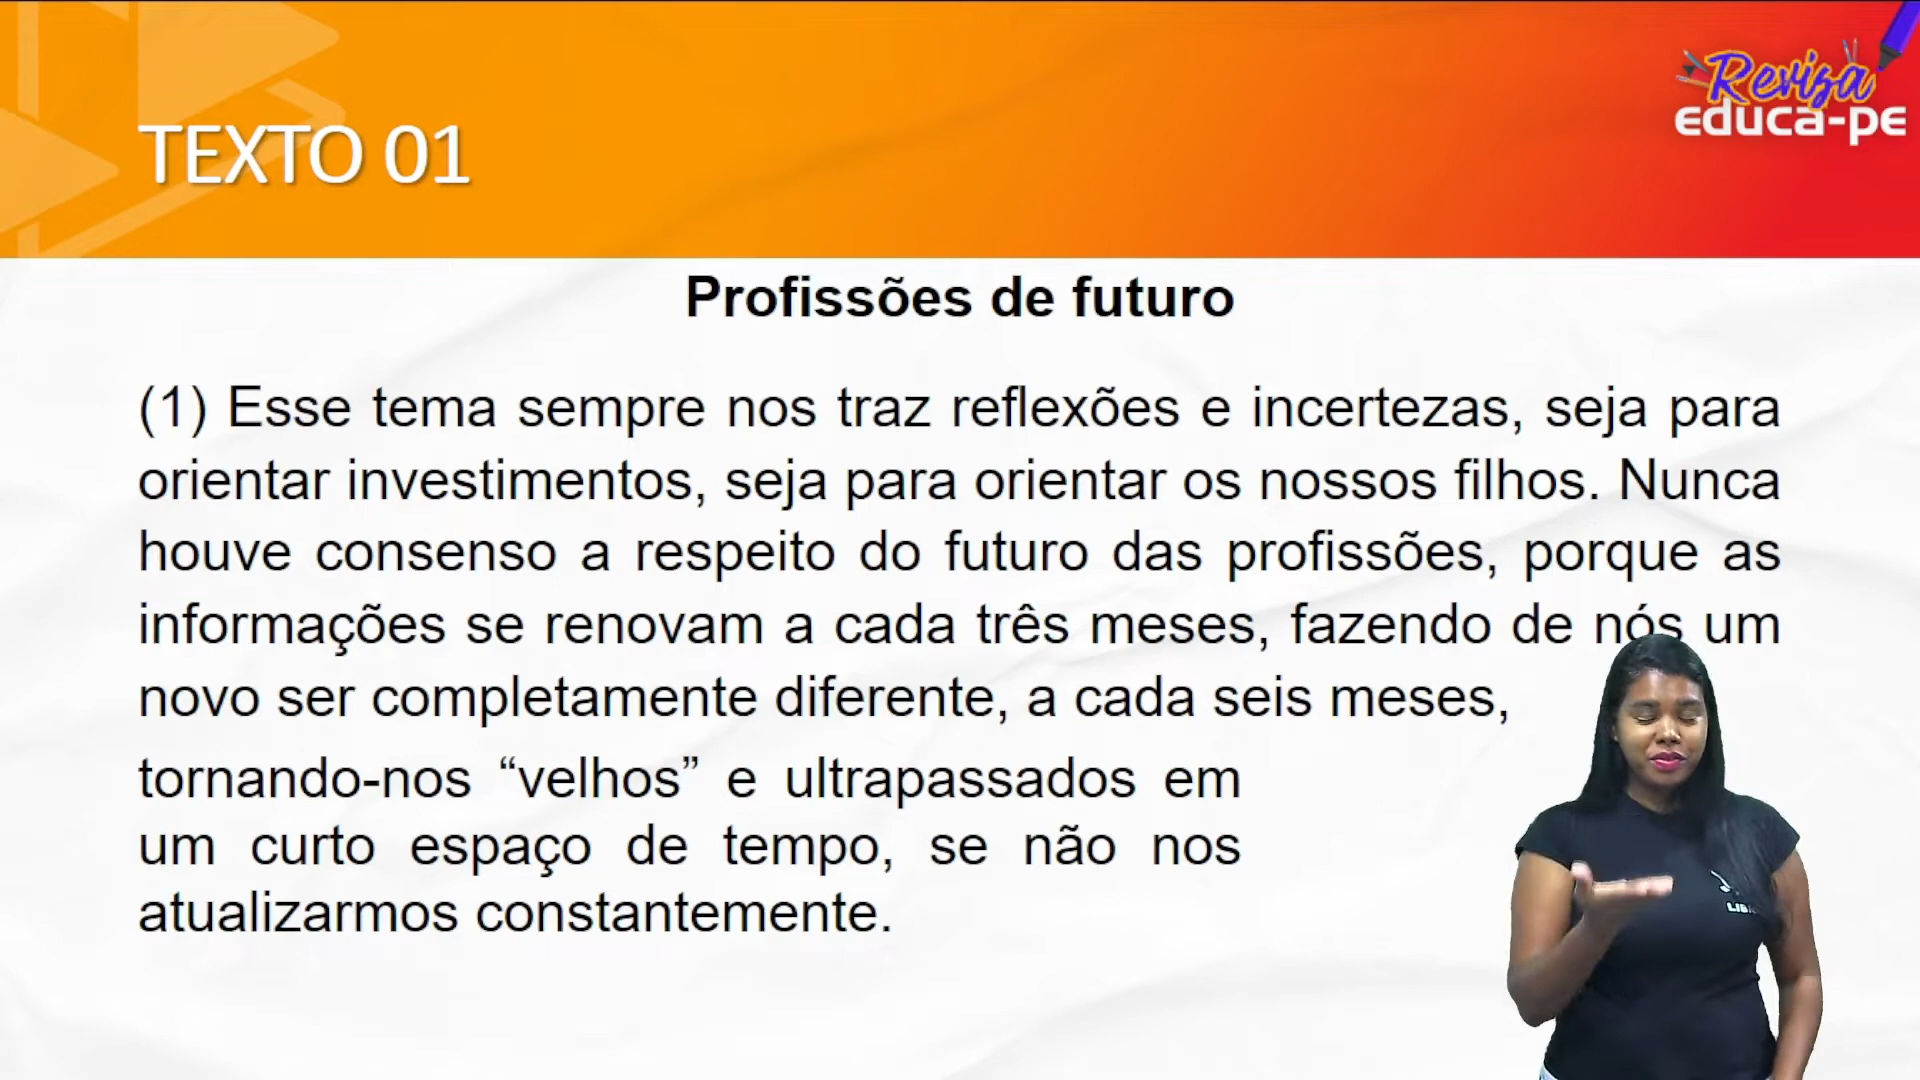 Reviza
educa-pe
TEXTO 01
Profissões de futuro
(1) Esse tema sempre nos traz reflexões e incertezas, seja para
orientar investimentos, seja para orientar os nossos filhos. Nunca
houve consenso a respeito do futuro das profissões, porque as
informações se renovam a cada três meses, fazendo de nós um
novo ser completamente diferente, a cada seis meses,
tornando-nos “velhos” e ultrapassados em
um curto espaço de tempo, se não nos
atualizarmos constantemente.